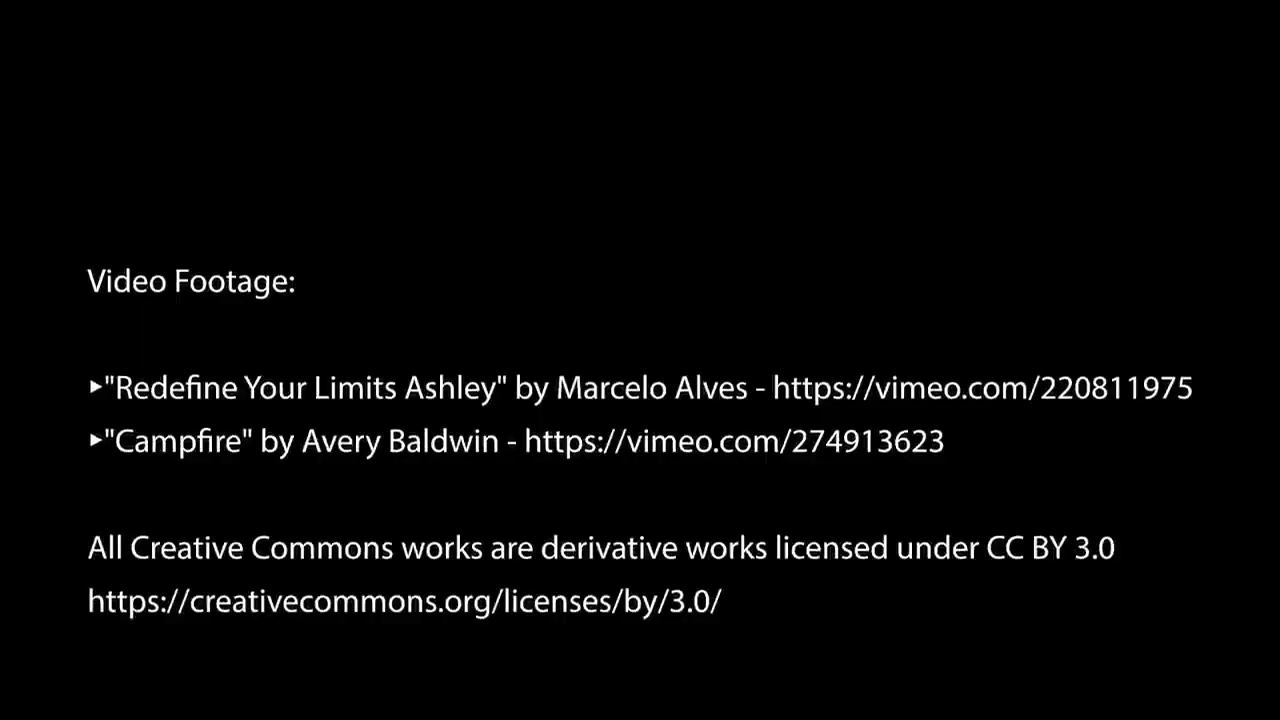 Video Footage:
▸"Redefine Your Limits Ashley" by Marcelo Alves - https://vimeo.com/220811975
▸"Campfire" by Avery Baldwin - https://vimeo.com/274913623
All Creative Commons works are derivative works licensed under CC BY 3.0
https://creativecommons.org/licenses/by/3.0/